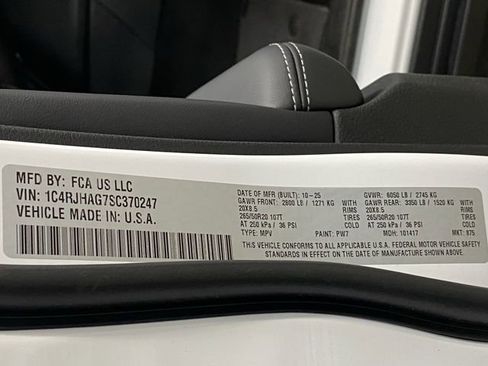 MFD BY: FCA US LLC
VIN: 1C4RJHAG7SC370247
VEHICLE MADE IN: U.S.A.
DATE OF MFR (BUILT): 10-25 GVWR: 6050 LB / 2745 KG
GAWR FRONT: 2800 LB / 1271 KG WITH GAWR REAR: 3350 LB / 1520 KG WITH
20X8.5 RIMS 20X8.5 RIMS
265/50R20 107T TIRES 265/50R20 107T TIRES
AT 250 kPa / 36 PSI COLD AT 250 kPa / 36 PSI COLD
TYPE: MPV PAINT: PW7 MDH: 101417 MKT: 875
THIS VEHICLE CONFORMS TO ALL APPLICABLE U.S.A. FEDERAL MOTOR VEHICLE SAFETY
STANDARDS IN EFFECT ON THE DATE OF MANUFACTURE SHOWN ABOVE.